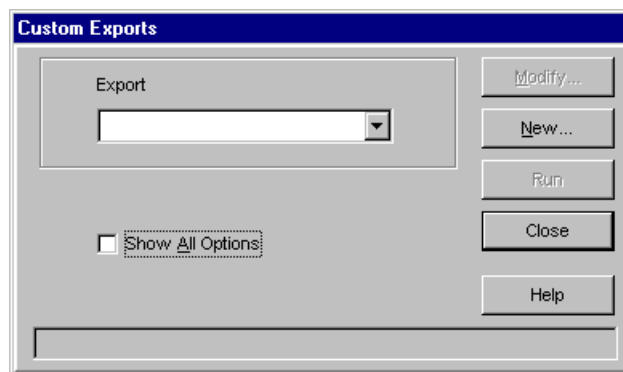 Custom Exports
Export
Modify...
New...
Run
Show All Options
Close
Help